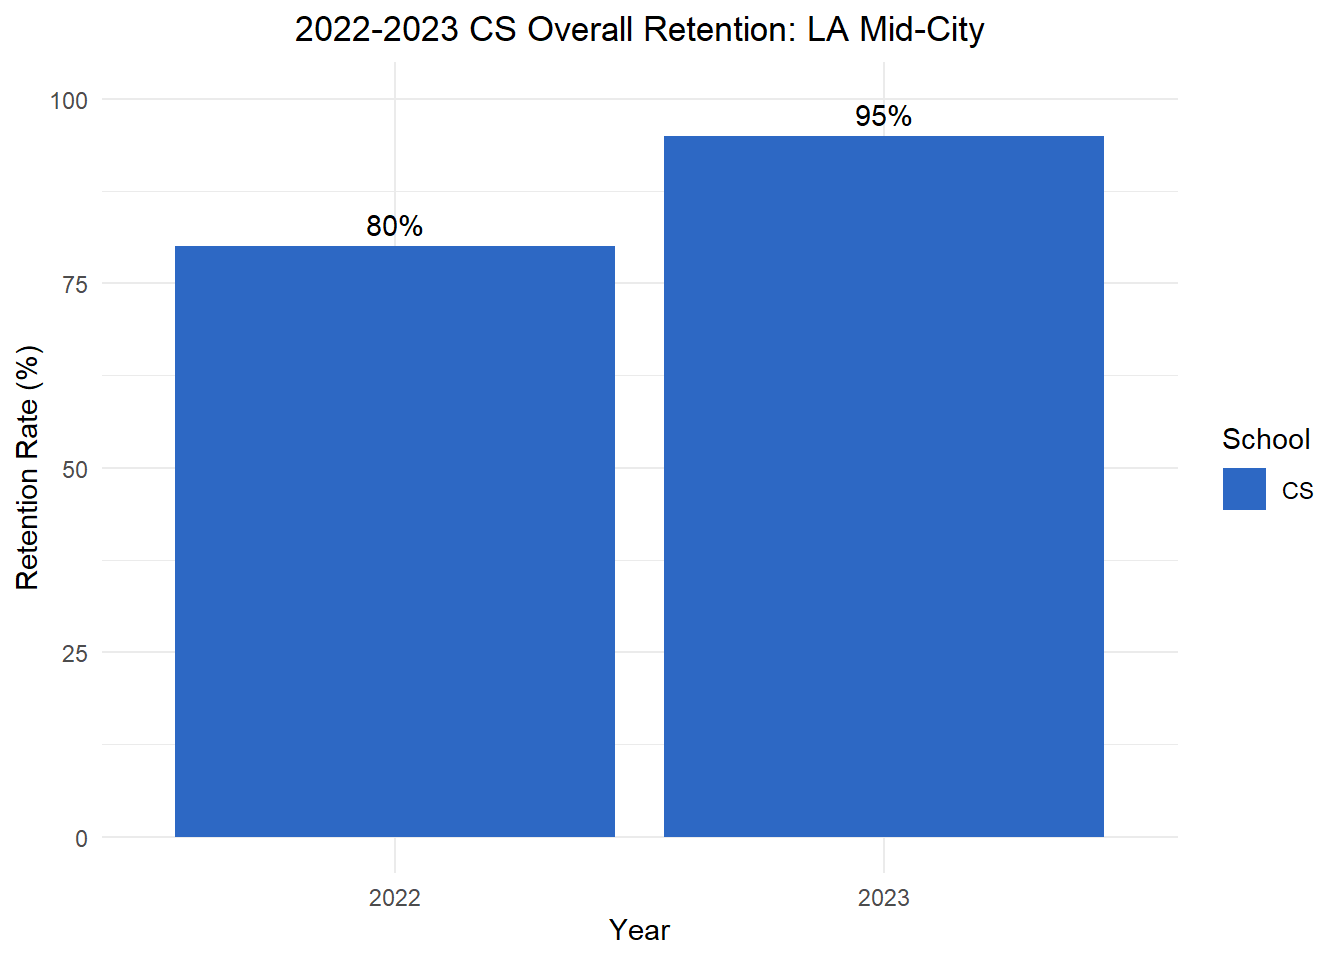 2022-2023 CS Overall Retention: LA Mid-City
100
95%
80%
75
50
25
0
Retention Rate (%)
2022
2023
Year
School
CS